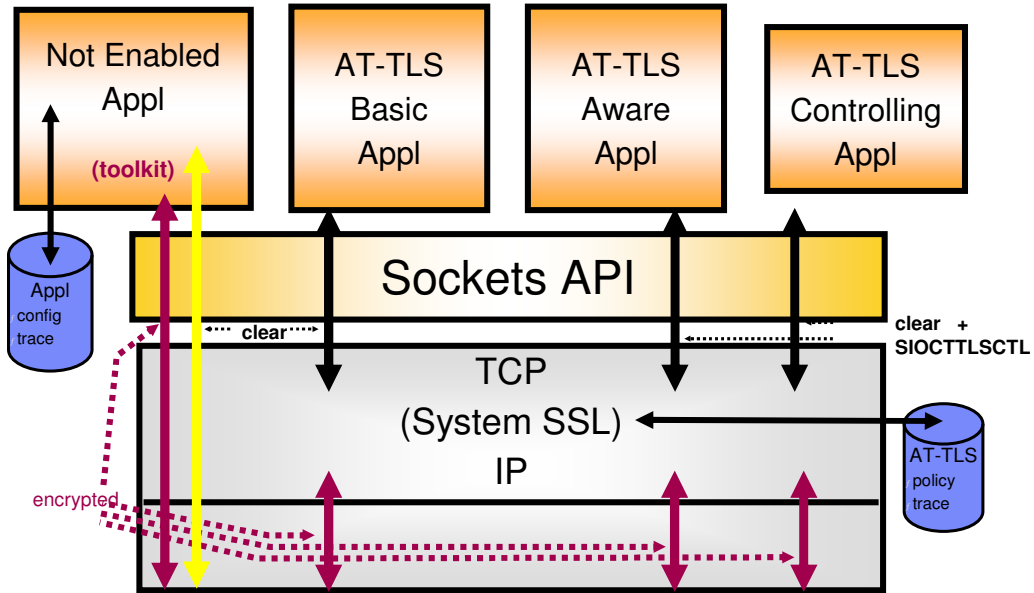 Not Enabled
Appl
(toolkit)
AT-TLS
Basic
Appl
AT-TLS
Aware
Appl
AT-TLS
Controlling
Appl
Appl
config
trace
Sockets API
clear
clear +
SIOCTTLSCTL
TCP
(System SSL)
IP
AT-TLS
policy
trace
encrypted